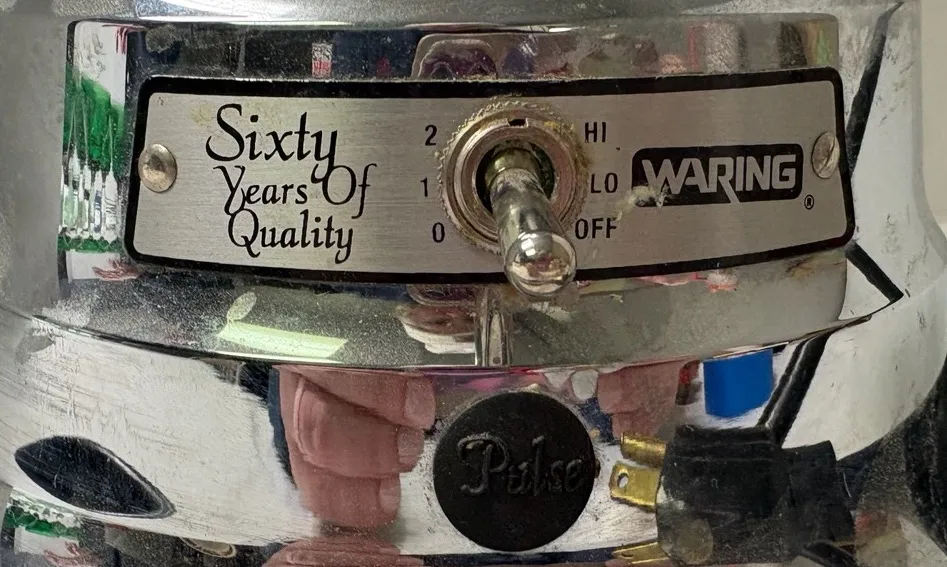 Sixty
Years Of
Quality
2 HI
1 LO
0 OFF
WARING®
Pulse